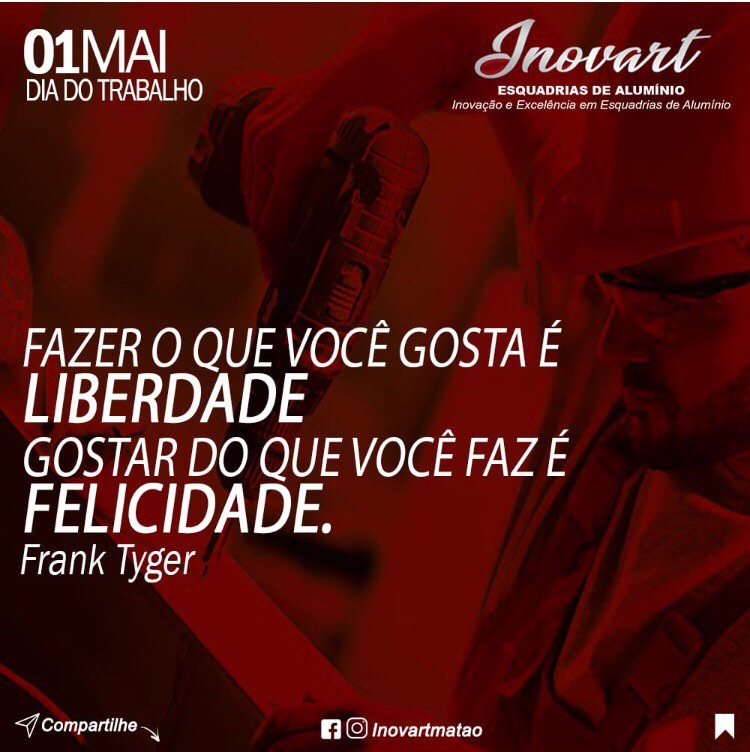 01MAI
DIA DO TRABALHO
Inovart
ESQUADRIAS DE ALUMÍNIO
Inovação e Excelência em Esquadrias de Alumínio
FAZER O QUE VOCÊ GOSTA É
LIBERDADE
GOSTAR DO QUE VOCÊ FAZ É
FELICIDADE.
Frank Tyger
Compartilhe
Inovartmatao